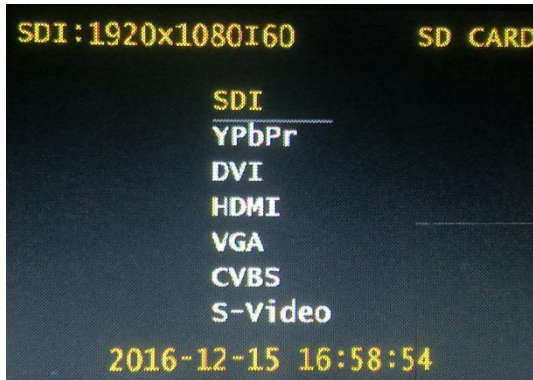 SDI:1920x1080I60 SD CARD
SDI
YPbPr
DVI
HDMI
VGA
CVBS
S-Video
2016-12-15 16:58:54